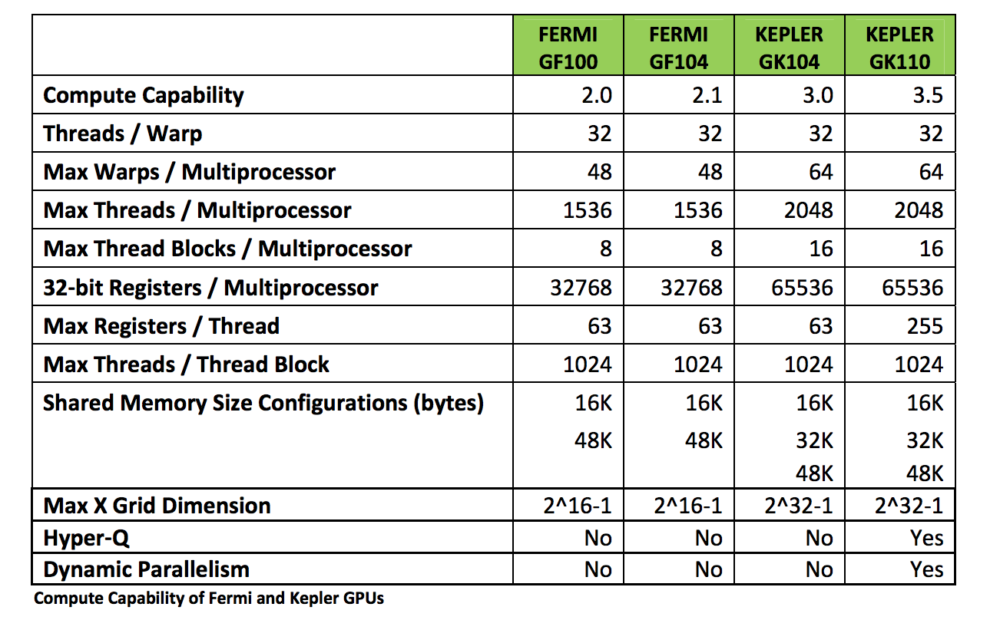 FERMI GF100 FERMI GF104 KEPLER GK104 KEPLER GK110
Compute Capability 2.0 2.1 3.0 3.5
Threads / Warp 32 32 32 32
Max Warps / Multiprocessor 48 48 64 64
Max Threads / Multiprocessor 1536 1536 2048 2048
Max Thread Blocks / Multiprocessor 8 8 16 16
32-bit Registers / Multiprocessor 32768 32768 65536 65536
Max Registers / Thread 63 63 63 255
Max Threads / Thread Block 1024 1024 1024 1024
Shared Memory Size Configurations (bytes) 16K 16K 16K 16K
48K 48K 32K 32K
48K 48K
Max X Grid Dimension 2^16-1 2^16-1 2^32-1 2^32-1
Hyper-Q No No No Yes
Dynamic Parallelism No No No Yes
Compute Capability of Fermi and Kepler GPUs